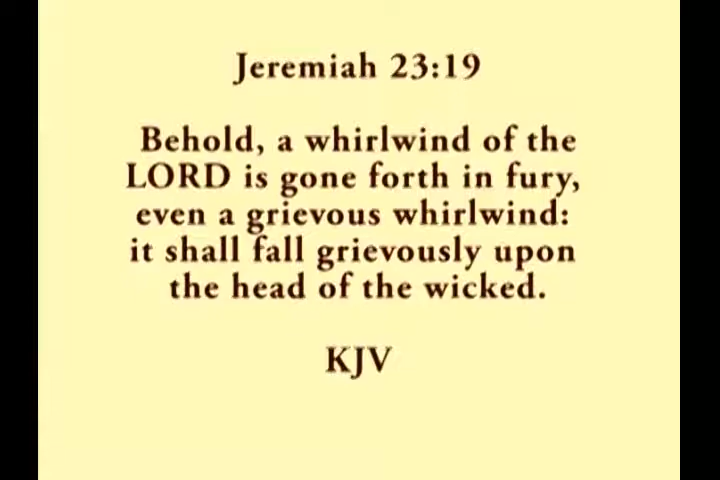 Jeremiah 23:19
Behold, a whirlwind of the
LORD is gone forth in fury,
even a grievous whirlwind:
it shall fall grievously upon
the head of the wicked.
KJV